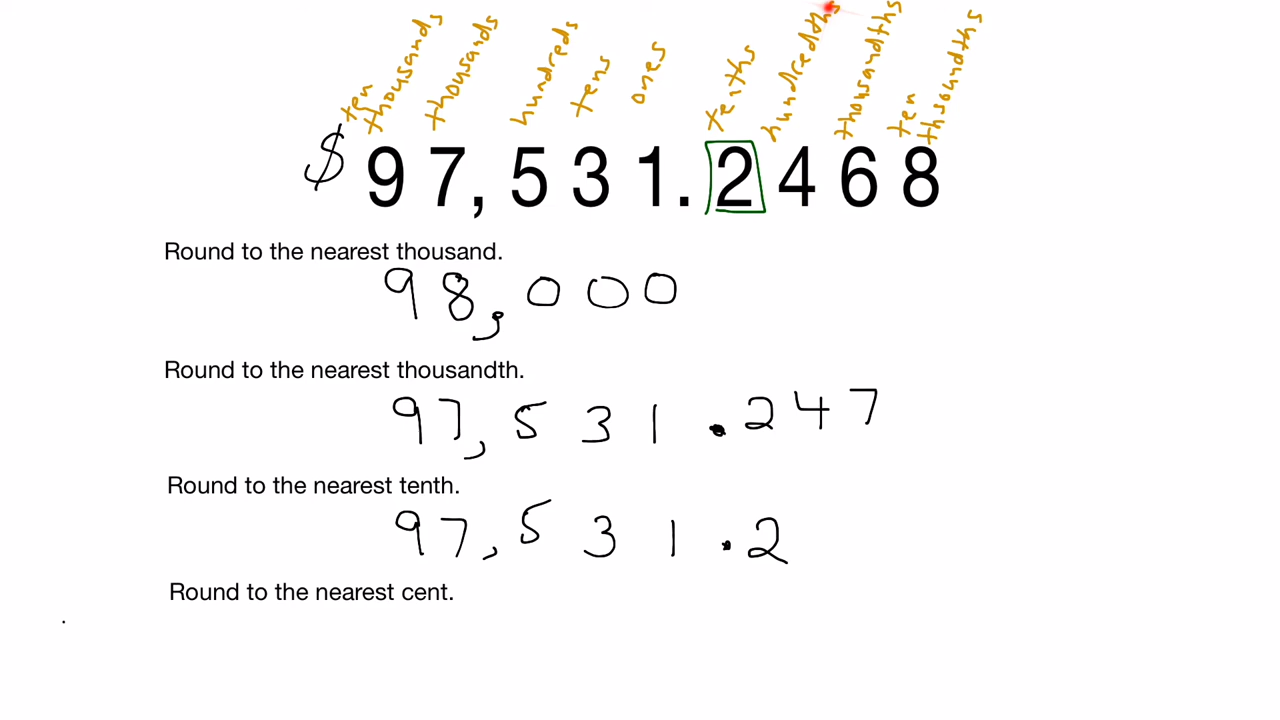 ten thousands thousands hundreds tens ones tenths hundredths thousandths ten thsoundths
$97,531.2468
Round to the nearest thousand.
98,000
Round to the nearest thousandth.
97,531.247
Round to the nearest tenth.
97,531.2
Round to the nearest cent.